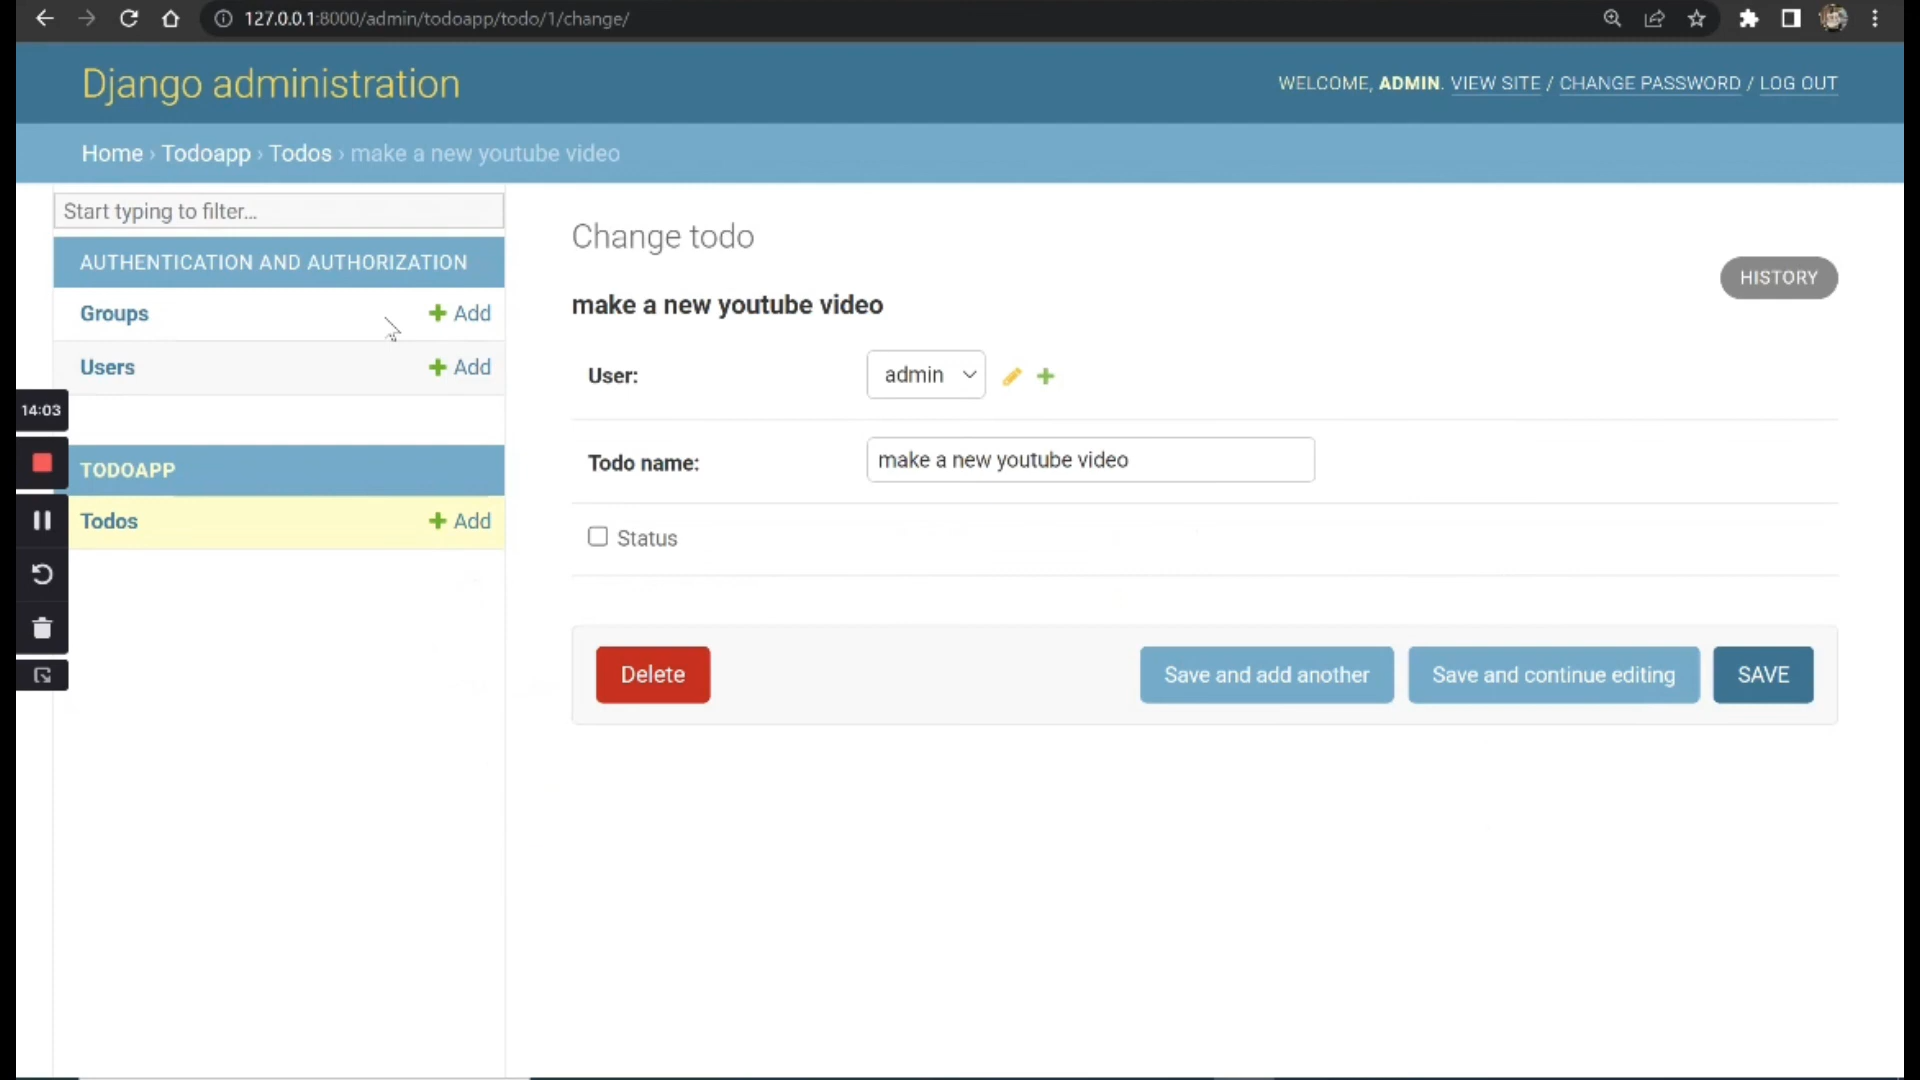 127.0.0.1:8000/admin/todoapp/todo/1/change/
Django administration
WELCOME, ADMIN. VIEW SITE / CHANGE PASSWORD / LOG OUT
Home › Todoapp › Todos › make a new youtube video
Start typing to filter...
AUTHENTICATION AND AUTHORIZATION
Groups + Add
Users + Add
14:03
TODOAPP
Todos + Add
Change todo
HISTORY
make a new youtube video
User: admin
Todo name: make a new youtube video
Status
Delete Save and add another Save and continue editing SAVE